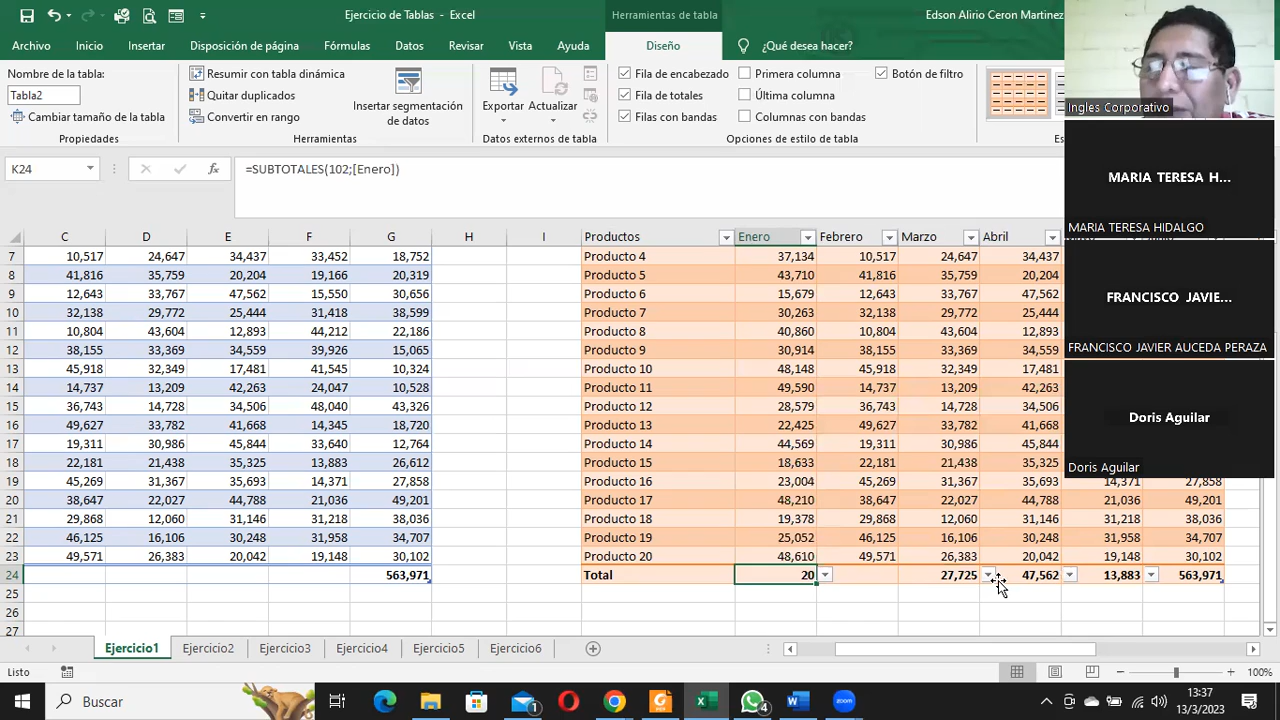 Ejercicio de Tablas - Excel
Herramientas de tabla
Edson Alirio Ceron Martinez
Archivo Inicio Insertar Disposición de página Fórmulas Datos Revisar Vista Ayuda Diseño ¿Qué desea hacer?
Nombre de la tabla:
Tabla2
Cambiar tamaño de la tabla
Propiedades
Resumir con tabla dinámica
Quitar duplicados
Convertir en rango
Insertar segmentación
de datos
Herramientas
Exportar Actualizar
Datos externos de tabla
Fila de encabezado Primera columna Botón de filtro
Fila de totales Última columna
Filas con bandas Columnas con bandas
Opciones de estilo de tabla
Ingles Corporativo
MARIA TERESA H...
MARIA TERESA HIDALGO
FRANCISCO JAVIE...
FRANCISCO JAVIER AUCEDA PERAZA
Doris Aguilar
Doris Aguilar
K24 fx =SUBTOTALES(102;[Enero])
C D E F G H I Productos Enero Febrero Marzo Abril
7 10,517 24,647 34,437 33,452 18,752 Producto 4 37,134 10,517 24,647 34,437
8 41,816 35,759 20,204 19,166 20,319 Producto 5 43,710 41,816 35,759 20,204
9 12,643 33,767 47,562 15,550 30,656 Producto 6 15,679 12,643 33,767 47,562
10 32,138 29,772 25,444 31,418 38,599 Producto 7 30,263 32,138 29,772 25,444
11 10,804 43,604 12,893 44,212 22,186 Producto 8 40,860 10,804 43,604 12,893
12 38,155 33,369 34,559 39,926 15,065 Producto 9 30,914 38,155 33,369 34,559
13 45,918 32,349 17,481 41,545 10,324 Producto 10 48,148 45,918 32,349 17,481
14 14,737 13,209 42,263 24,047 10,528 Producto 11 49,590 14,737 13,209 42,263
15 36,743 14,728 34,506 48,040 43,326 Producto 12 28,579 36,743 14,728 34,506
16 49,627 33,782 41,668 14,345 18,720 Producto 13 22,425 49,627 33,782 41,668
17 19,311 30,986 45,844 33,640 12,764 Producto 14 44,569 19,311 30,986 45,844
18 22,181 21,438 35,325 13,883 26,612 Producto 15 18,633 22,181 21,438 35,325
19 45,269 31,367 35,693 14,371 27,858 Producto 16 23,004 45,269 31,367 35,693 14,371 27,858
20 38,647 22,027 44,788 21,036 49,201 Producto 17 48,210 38,647 22,027 44,788 21,036 49,201
21 29,868 12,060 31,146 31,218 38,036 Producto 18 19,378 29,868 12,060 31,146 31,218 38,036
22 46,125 16,106 30,248 31,958 34,707 Producto 19 25,052 46,125 16,106 30,248 31,958 34,707
23 49,571 26,383 20,042 19,148 30,102 Producto 20 48,610 49,571 26,383 20,042 19,148 30,102
24 563,971 Total 20 27,725 47,562 13,883 563,971
25
26
27
Ejercicio1 Ejercicio2 Ejercicio3 Ejercicio4 Ejercicio5 Ejercicio6
Listo
100%
Buscar
1
4
13:37
13/3/2023